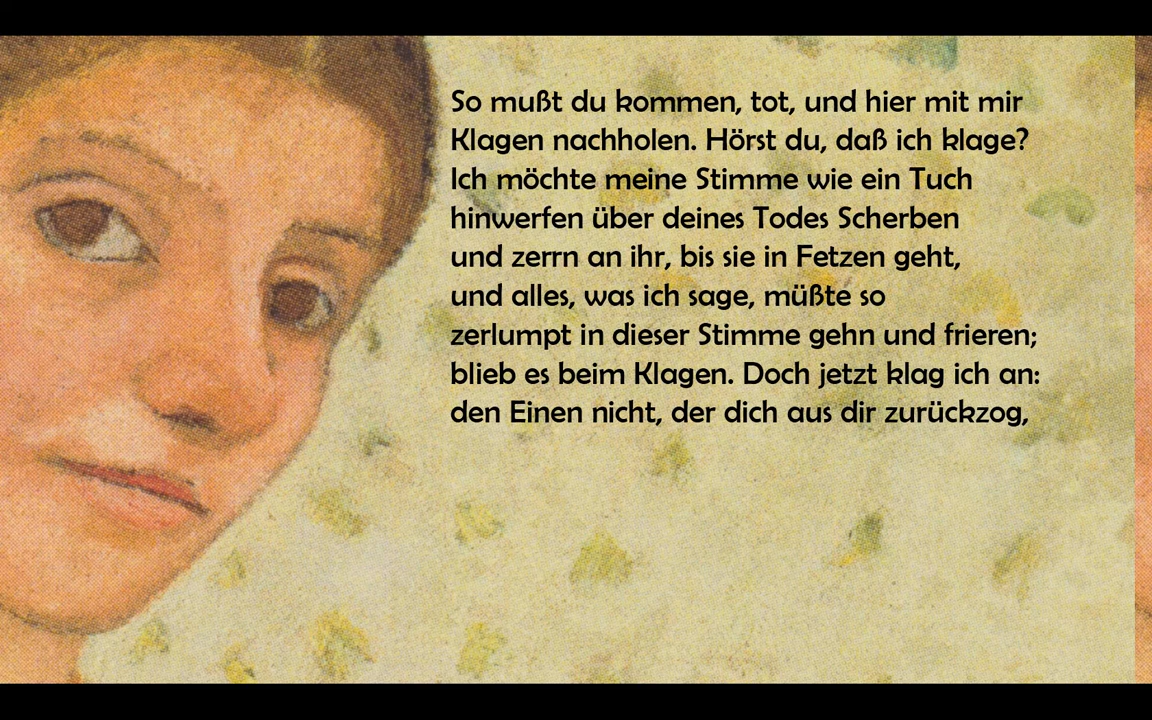 So mußt du kommen, tot, und hier mit mir
Klagen nachholen. Hörst du, daß ich klage?
Ich möchte meine Stimme wie ein Tuch
hinwerfen über deines Todes Scherben
und zerrn an ihr, bis sie in Fetzen geht,
und alles, was ich sage, müßte so
zerlumpt in dieser Stimme gehn und frieren;
blieb es beim Klagen. Doch jetzt klag ich an:
den Einen nicht, der dich aus dir zurückzog,